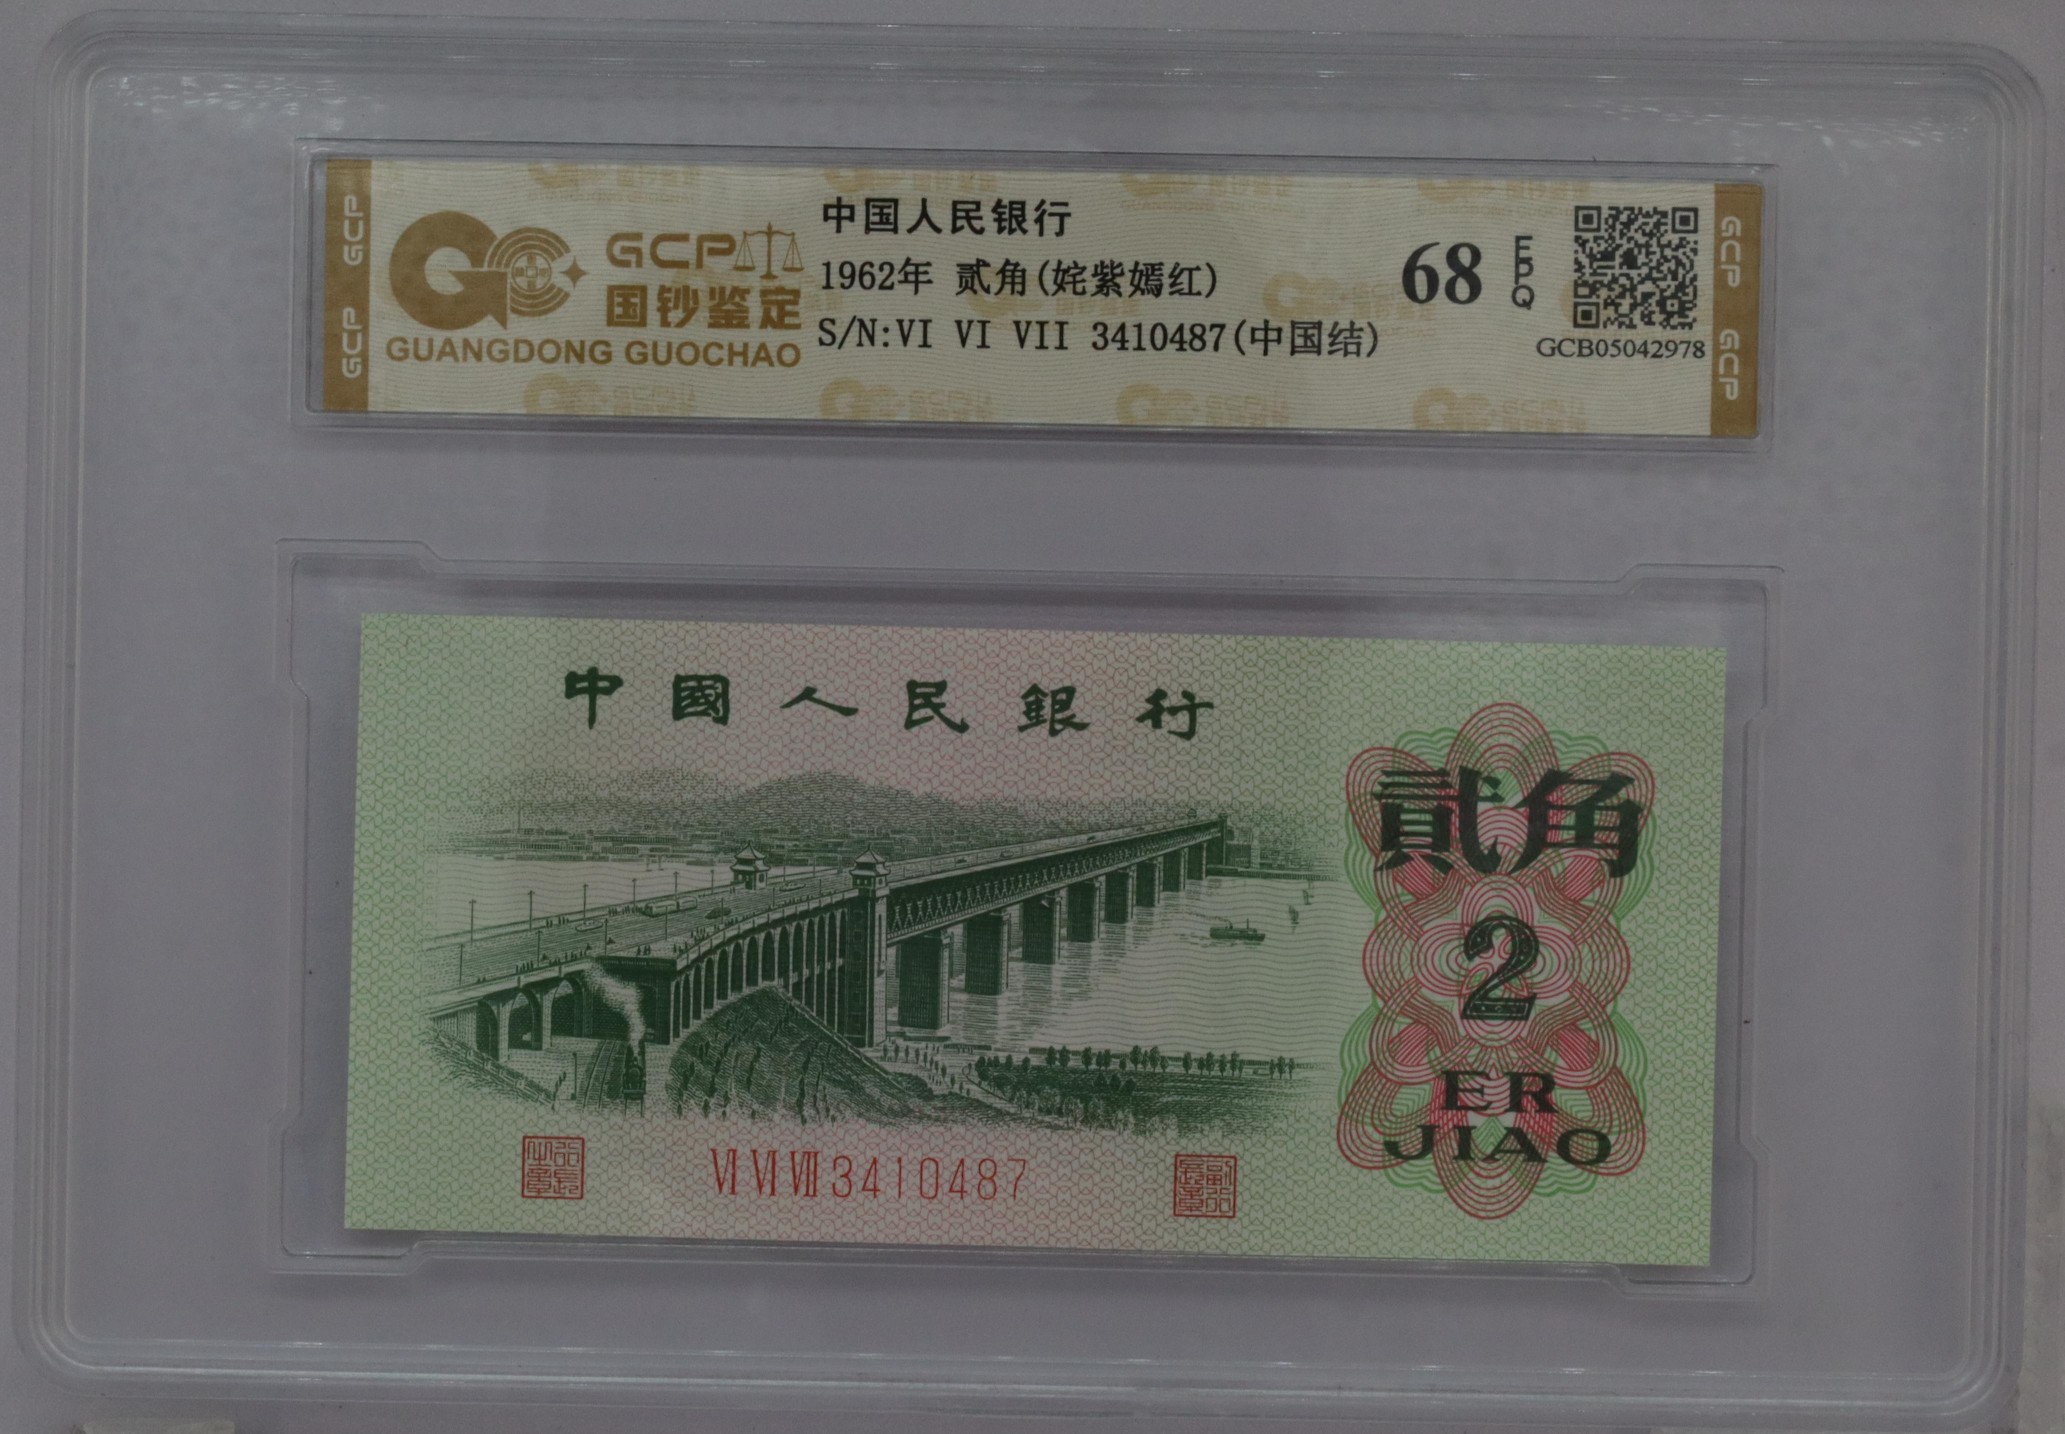 GCP
GCP
GCP
国钞鉴定
GUANGDONG GUOCHAO
中国人民银行
1962年 贰角(姹紫嫣红)
S/N:VI VI VII 3410487(中国结)
68
EPQ
GCB05042978
GCP
GCP
中國人民銀行
貳角
2
ER
JIAO
VI VI VII 3410487